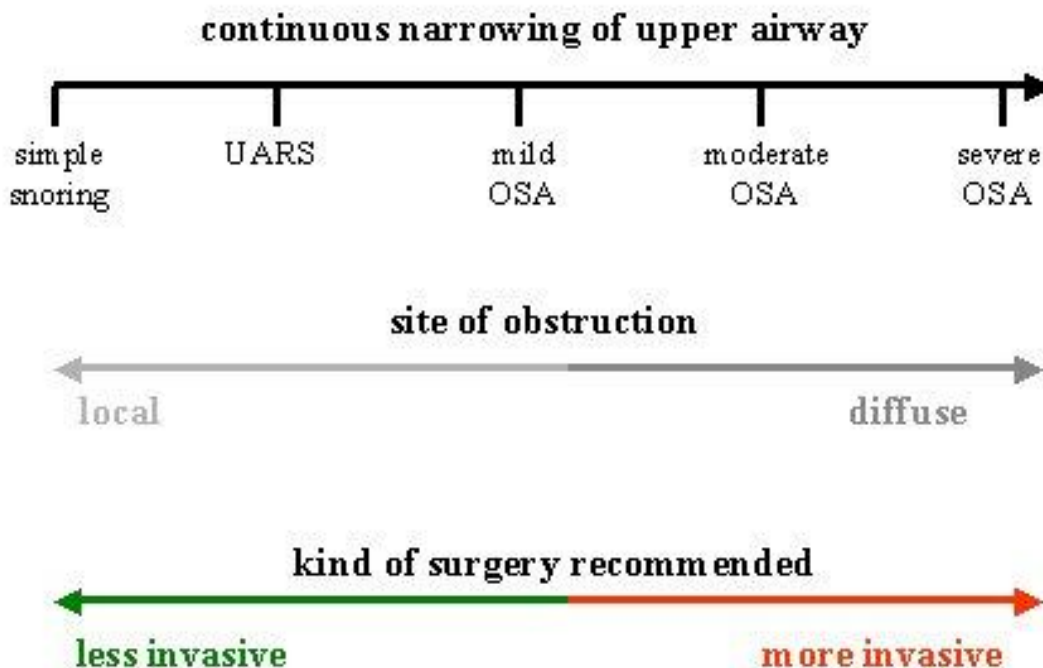 continuous narrowing of upper airway
simple snoring
UARS
mild OSA
moderate OSA
severe OSA
site of obstruction
local
diffuse
kind of surgery recommended
less invasive
more invasive